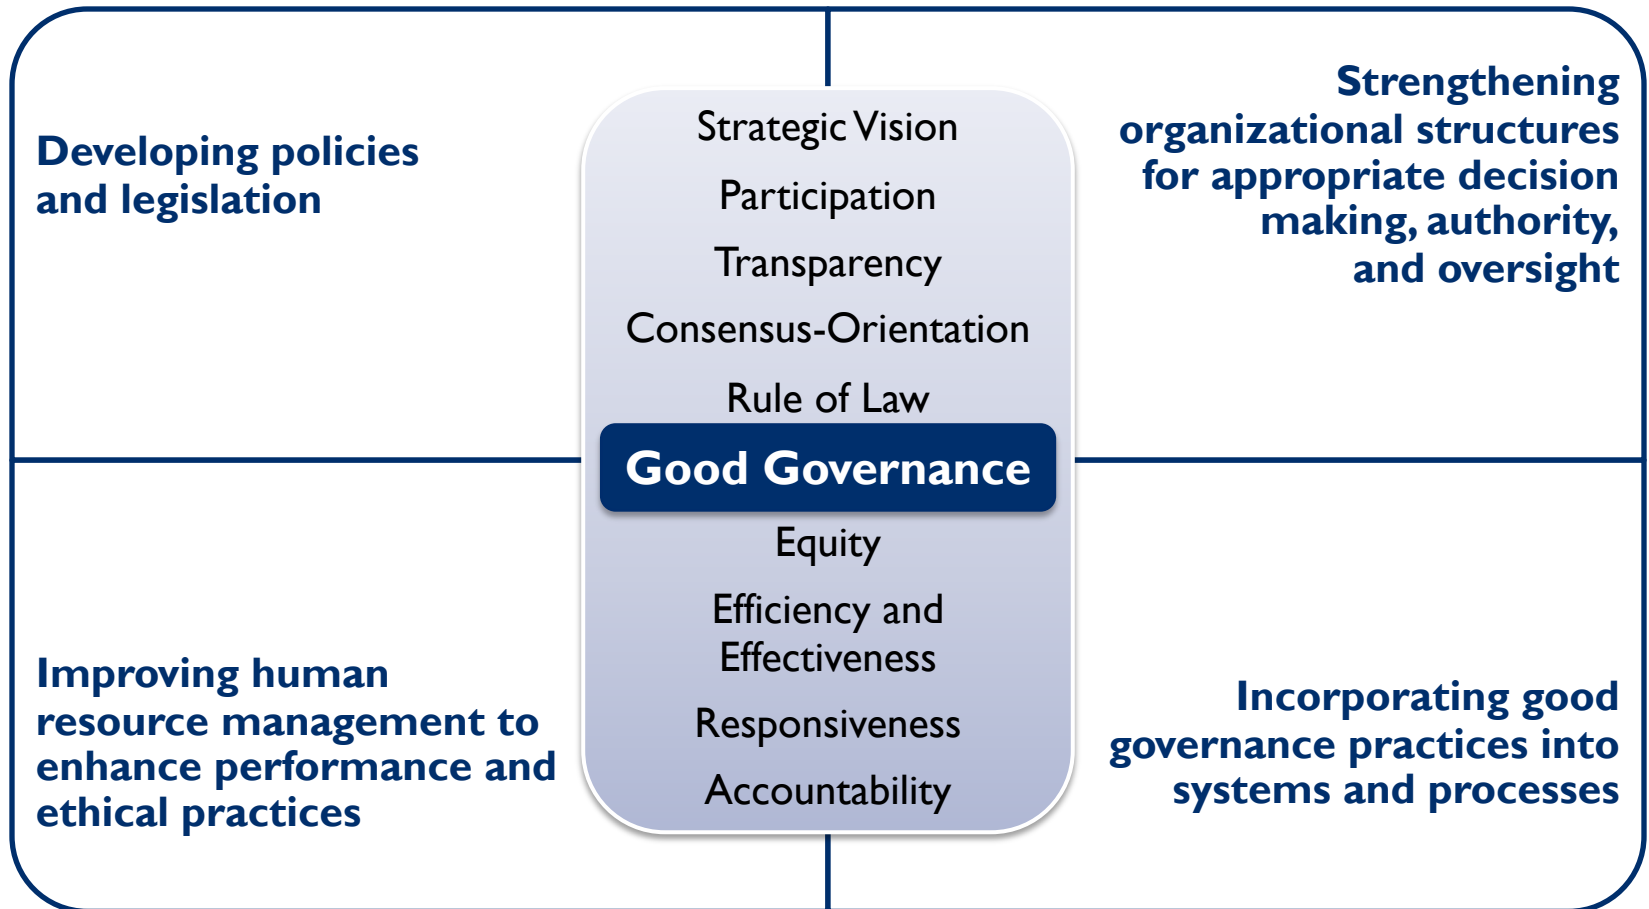 Developing policies
and legislation
Strategic Vision
Participation
Transparency
Consensus-Orientation
Rule of Law
Good Governance
Equity
Efficiency and
Effectiveness
Responsiveness
Accountability
Strengthening
organizational structures
for appropriate decision
making, authority,
and oversight
Improving human
resource management to
enhance performance and
ethical practices
Incorporating good
governance practices into
systems and processes